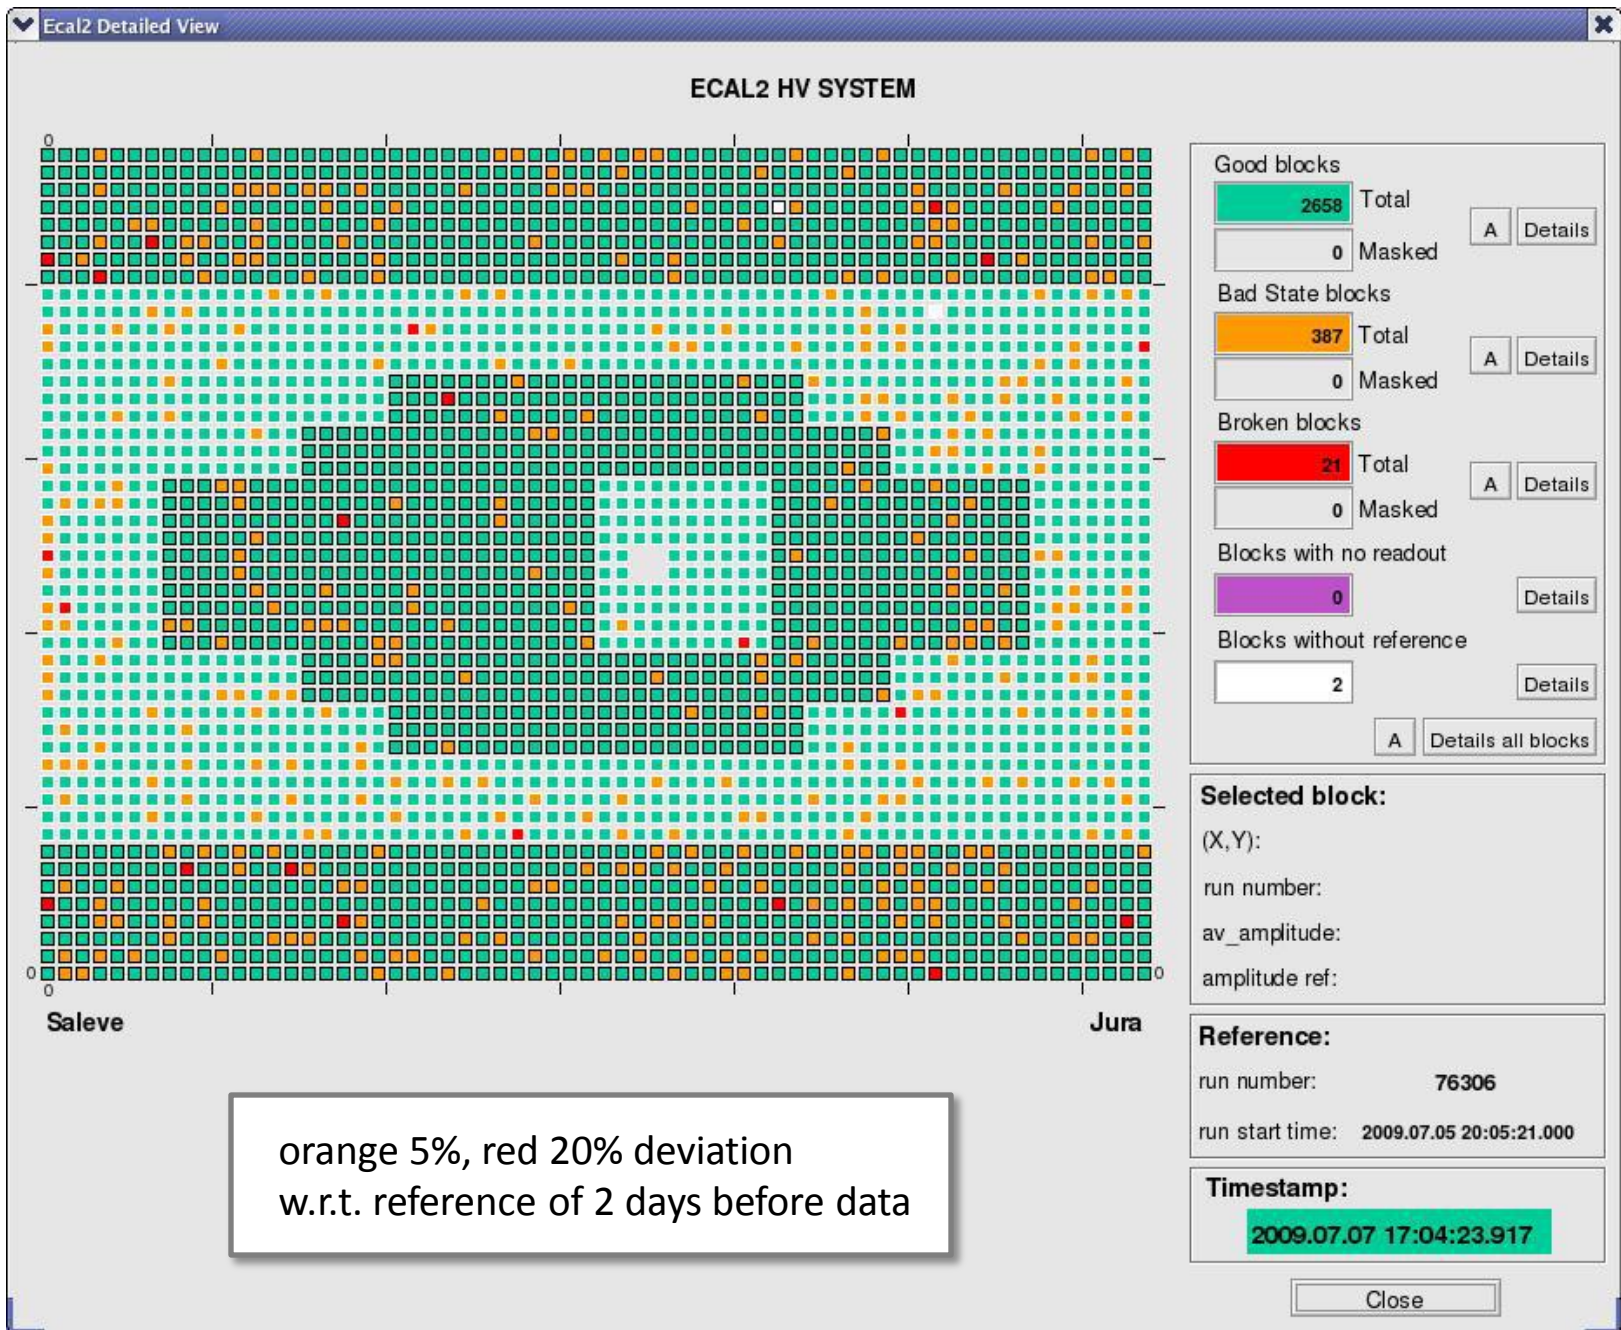 Ecal2 Detailed View
ECAL2 HV SYSTEM
0
0
0
0
Saleve
Jura
orange 5%, red 20% deviation
w.r.t. reference of 2 days before data
Good blocks
2658 Total
A Details
0 Masked
Bad State blocks
387 Total
A Details
0 Masked
Broken blocks
21 Total
A Details
0 Masked
Blocks with no readout
0 Details
Blocks without reference
2 Details
A Details all blocks
Selected block:
(X,Y):
run number:
av_amplitude:
amplitude ref:
Reference:
run number: 76306
run start time: 2009.07.05 20:05:21.000
Timestamp:
2009.07.07 17:04:23.917
Close